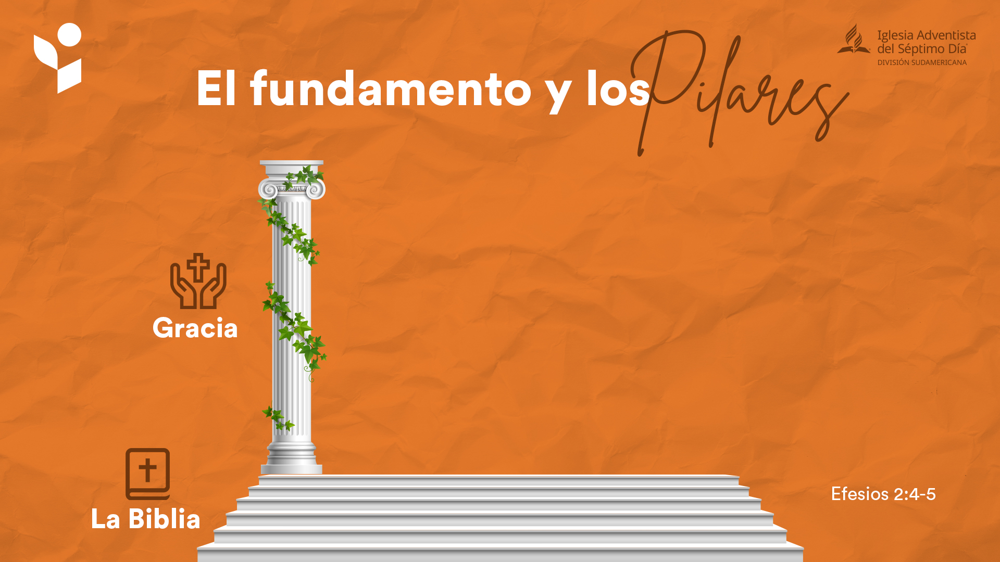 Iglesia Adventista
del Séptimo Día
DIVISIÓN SUDAMERICANA
El fundamento y los Pilares
Gracia
La Biblia
Efesios 2:4-5